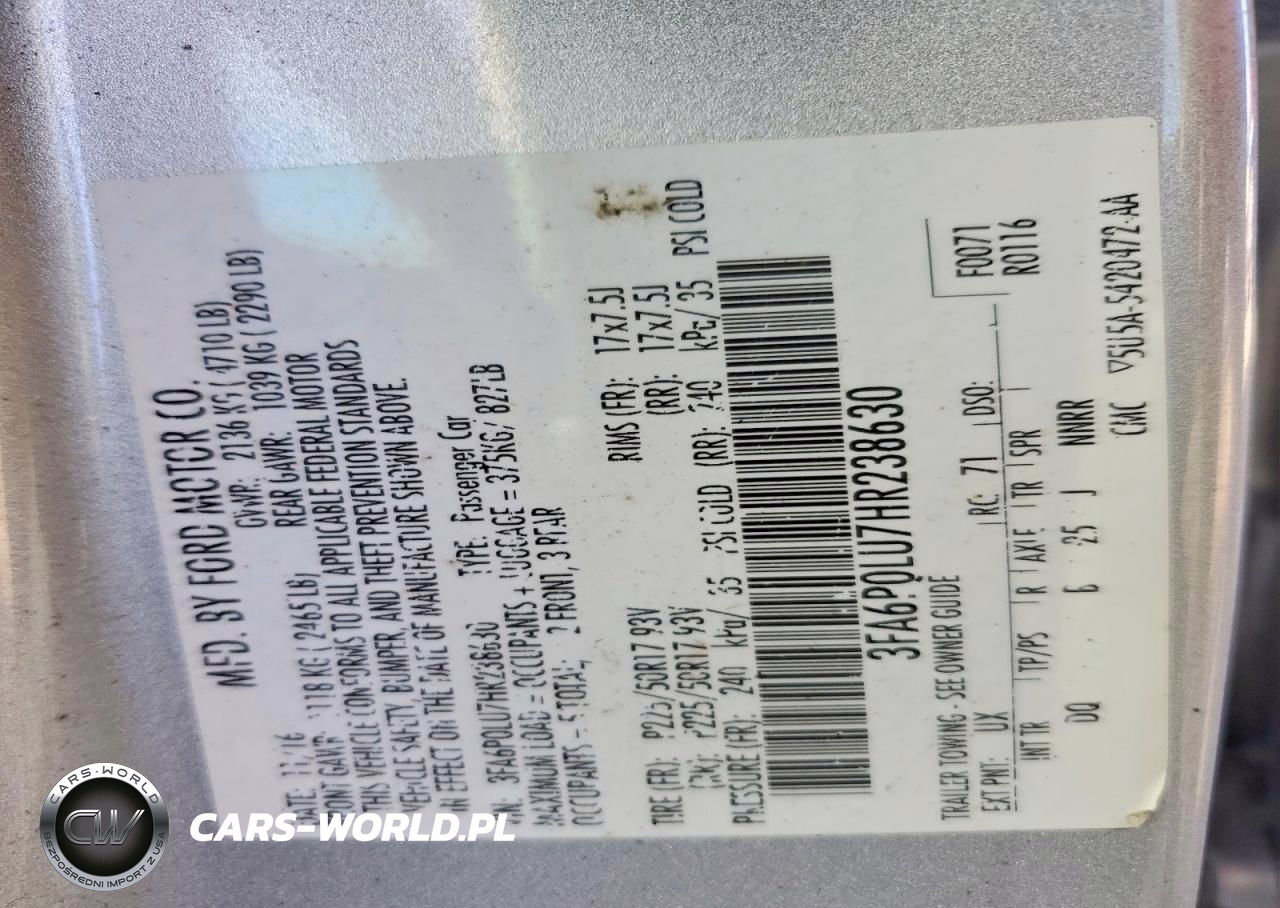 MFD. BY FORD MOTOR CO.
DATE: 11/16 GVWR: 2136 KG ( 4710 LB)
FRONT GAWR: 1118 KG ( 2465 LB) REAR GAWR: 1039 KG ( 2290 LB)
THIS VEHICLE CONFORMS TO ALL APPLICABLE FEDERAL MOTOR
VEHICLE SAFETY, BUMPER, AND THEFT PREVENTION STANDARDS
IN EFFECT ON THE DATE OF MANUFACTURE SHOWN ABOVE.
VIN: 3FA6P0LU7HR238630 TYPE: Passenger Car
MAXIMUM LOAD = OCCUPANTS + LUGGAGE = 375KG/ 827LB
OCCUPANTS = 5 TOTAL, 2 FRONT, 3 REAR
RIMS (FR): 17x7.5J
TIRE (FR): P225/50R17 93V (RR): 17x7.5J
(RR): P225/50R17 93V
PRESSURE (FR): 240 kPa/ 35 PSI COLD (RR): 240 kPa/ 35 PSI COLD
3FA6P0LU7HR238630
TRAILER TOWING - SEE OWNER GUIDE
F0071
R0116
EXT PNT: UX RC: 71 DSO:
INT TR TP/PS R AXLE TR SPR
DQ 6 25 J NNRR
CMC V5U5A-5420472-AA
CARS-WORLD
CW
BEZPOŚREDNI IMPORT Z USA
CARS-WORLD.PL